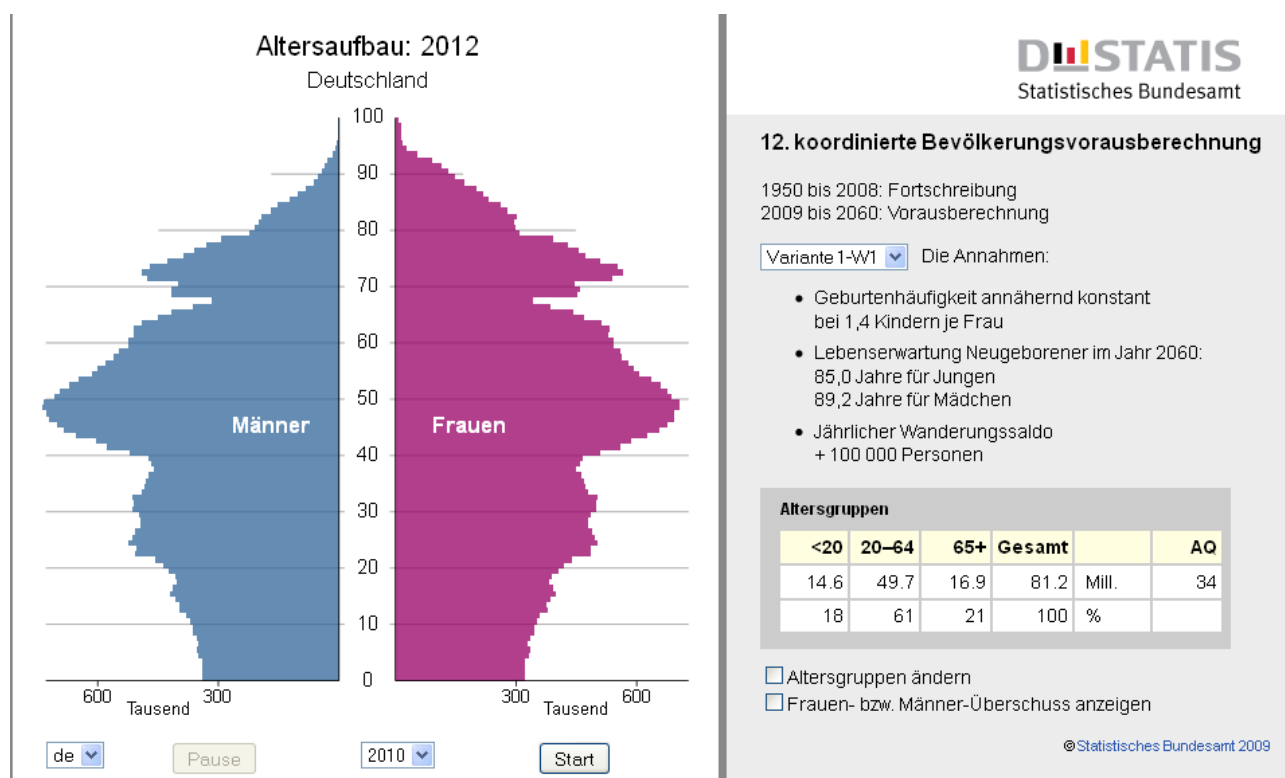 Altersaufbau: 2012
Deutschland
100
90
80
70
60
50
40
30
20
10
0
Männer
Frauen
600
300
Tausend
300
600
Tausend
de
Pause
2010
Start
DESTATIS
Statistisches Bundesamt
12. koordinierte Bevölkerungsvorausberechnung
1950 bis 2008: Fortschreibung
2009 bis 2060: Vorausberechnung
Variante 1-W1 Die Annahmen:
• Geburtenhäufigkeit annähernd konstant
bei 1,4 Kindern je Frau
• Lebenserwartung Neugeborener im Jahr 2060:
85,0 Jahre für Jungen
89,2 Jahre für Mädchen
• Jährlicher Wanderungssaldo
+ 100 000 Personen
Altersgruppen
<20 20–64 65+ Gesamt AQ
14.6 49.7 16.9 81.2 Mill. 34
18 61 21 100 %
Altersgruppen ändern
Frauen- bzw. Männer-Überschuss anzeigen
© Statistisches Bundesamt 2009